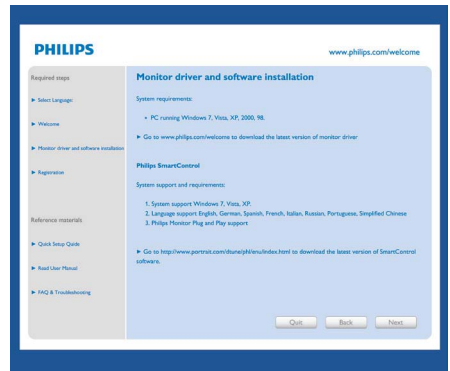 PHILIPS
www.philips.com/welcome
Required steps
Select Language:
Welcome
Monitor driver and software installation
Registration
Reference materials
Quick Setup Guide
Read User Manual
FAQ & Troubleshooting
Monitor driver and software installation
System requirements:
• PC running Windows 7, Vista, XP, 2000, 98.
Go to www.philips.com/welcome to download the latest version of monitor driver
Philips SmartControl
System support and requirements:
1. System support Windows 7, Vista, XP.
2. Language support English, German, Spanish, French, Italian, Russian, Portuguese, Simplified Chinese
3. Philips Monitor Plug and Play support
Go to http://www.portrait.com/dtune/phl/enu/index.html to download the latest version of SmartControl
software.
Quit
Back
Next